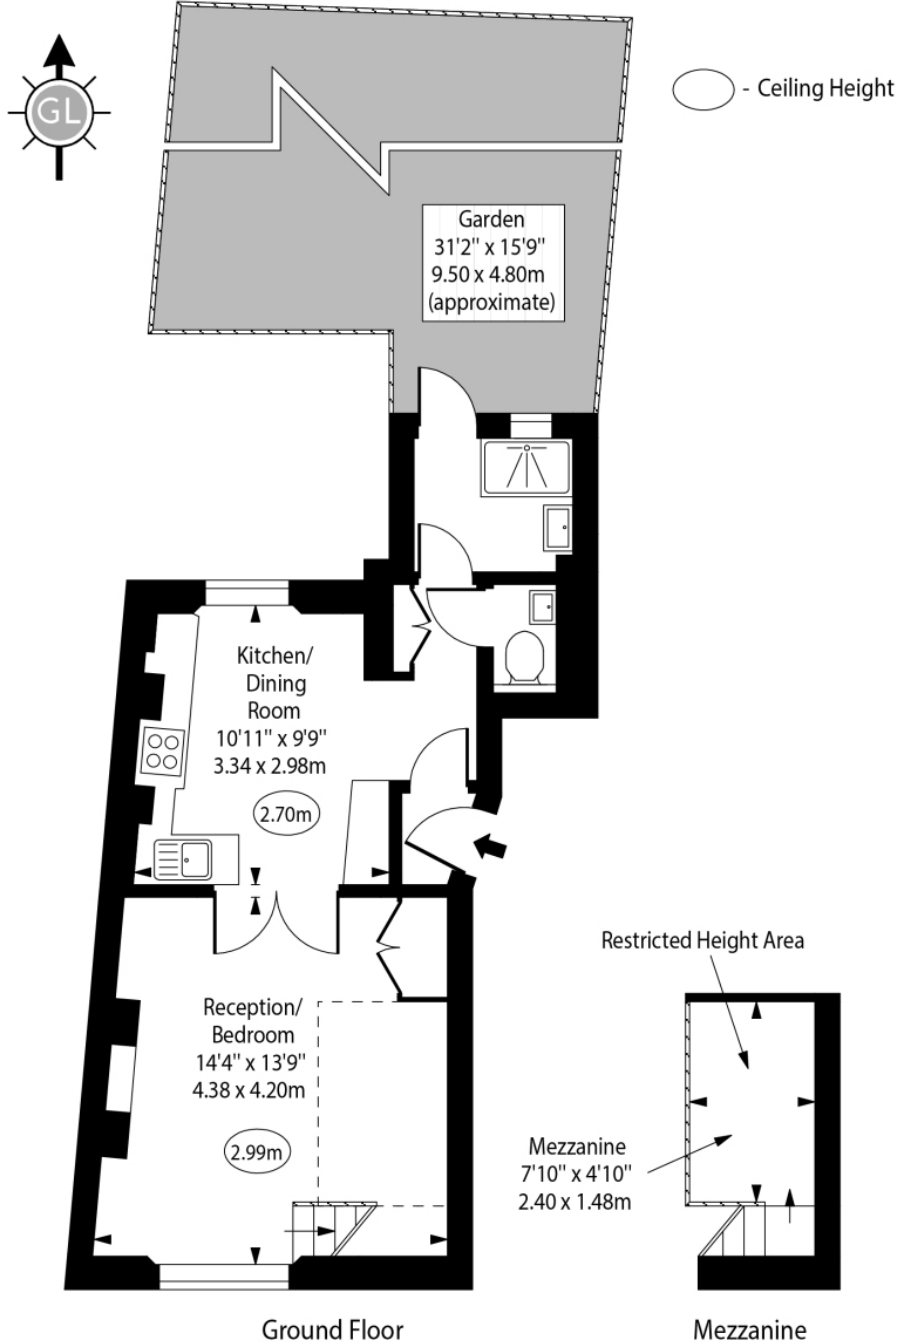 GL
- Ceiling Height
Garden
31'2" x 15'9"
9.50 x 4.80m
(approximate)
Kitchen/
Dining
Room
10'11" x 9'9"
3.34 x 2.98m
2.70m
Reception/
Bedroom
14'4" x 13'9"
4.38 x 4.20m
2.99m
Restricted Height Area
Mezzanine
7'10" x 4'10"
2.40 x 1.48m
Ground Floor
Mezzanine